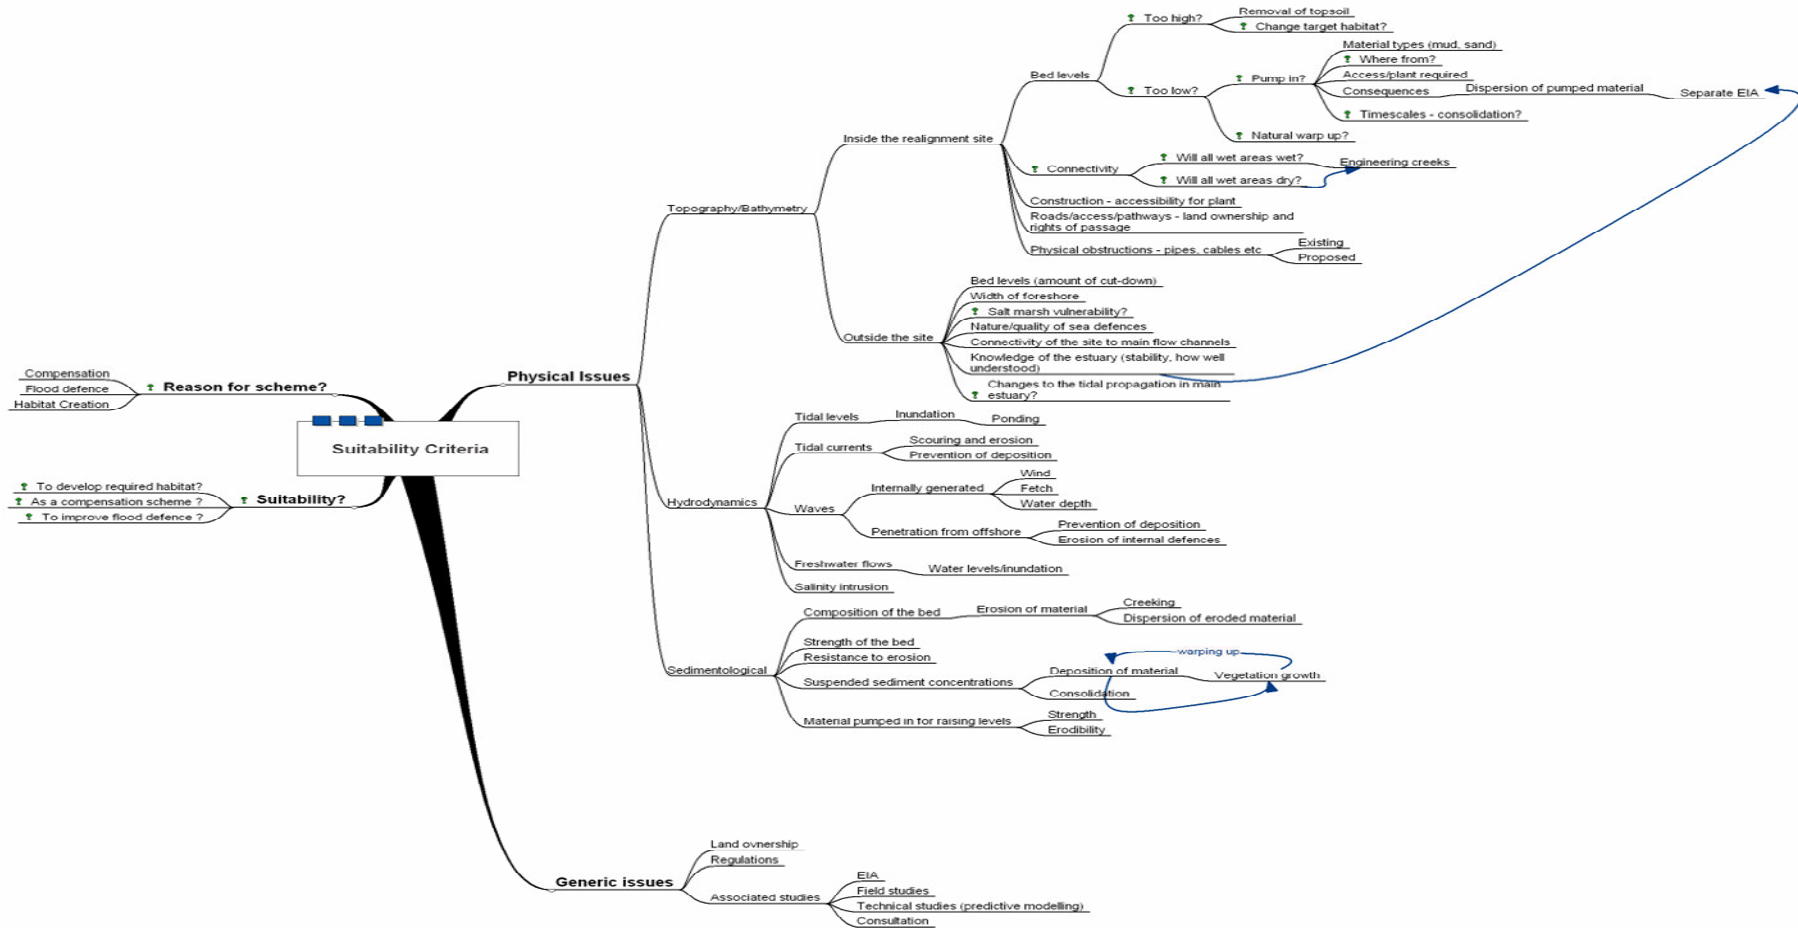 Suitability Criteria
Reason for scheme?
Compensation
Flood defence
Habitat Creation
Suitability?
To develop required habitat?
As a compensation scheme ?
To improve flood defence ?
Physical Issues
Topography/Bathymetry
Inside the realignment site
Bed levels
Too high?
Removal of topsoil
Change target habitat?
Too low?
Pump in?
Material types (mud, sand)
Where from?
Access/plant required
Consequences
Dispersion of pumped material
Separate EIA
Timescales - consolidation?
Natural warp up?
Connectivity
Will all wet areas wet?
Engineering creeks
Will all wet areas dry?
Construction - accessibility for plant
Roads/access/pathways - land ownership and
rights of passage
Physical obstructions - pipes, cables etc
Existing
Proposed
Outside the site
Bed levels (amount of cut-down)
Width of foreshore
Salt marsh vulnerability?
Nature/quality of sea defences
Connectivity of the site to main flow channels
Knowledge of the estuary (stability, how well
understood)
Changes to the tidal propagation in main
estuary?
Hydrodynamics
Tidal levels
Inundation
Ponding
Tidal currents
Scouring and erosion
Prevention of deposition
Waves
Internally generated
Wind
Fetch
Water depth
Penetration from offshore
Prevention of deposition
Erosion of internal defences
Freshwater flows
Water levels/inundation
Salinity intrusion
Sedimentological
Composition of the bed
Erosion of material
Creeking
Dispersion of eroded material
Strength of the bed
Resistance to erosion
Suspended sediment concentrations
Deposition of material
warping up
Vegetation growth
Consolidation
Material pumped in for raising levels
Strength
Erodibility
Generic issues
Land ownership
Regulations
Associated studies
EIA
Field studies
Technical studies (predictive modelling)
Consultation